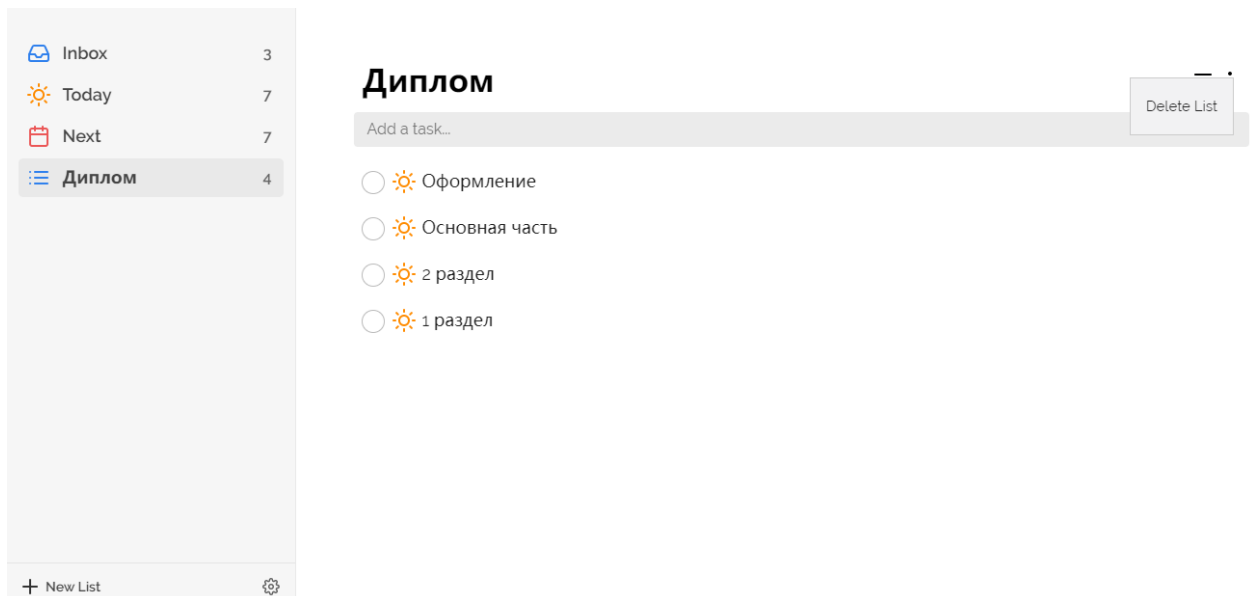 Inbox 3
Today 7
Next 7
Диплом 4
New List
Диплом
Delete List
Add a task...
Оформление
Основная часть
2 раздел
1 раздел